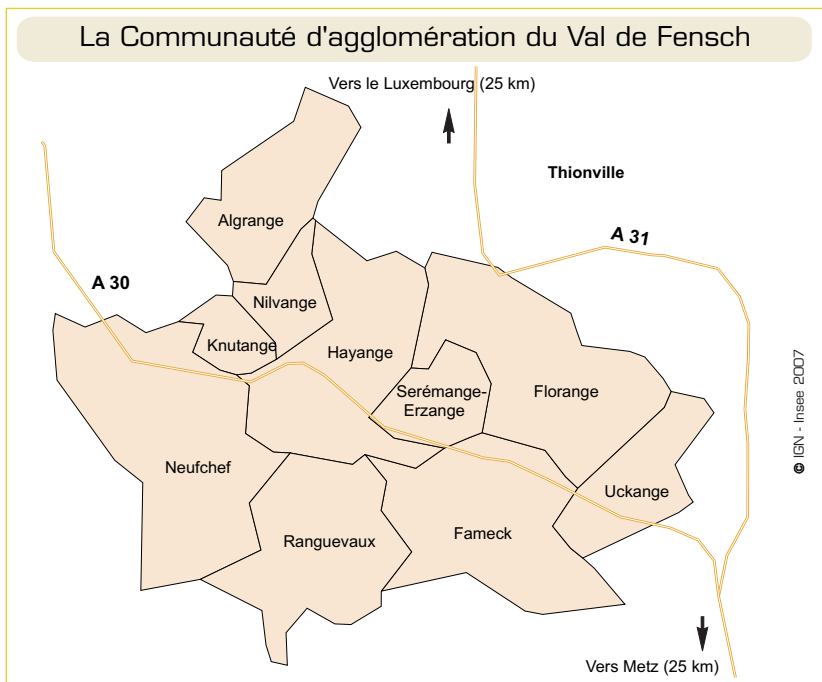 La Communauté d'agglomération du Val de Fensch
Vers le Luxembourg (25 km)
Thionville
Algrange
A 31
A 30
Nilvange
Knutange
Hayange
Serémange-
Erzange
Florange
Neufchef
Uckange
Ranguevaux
Fameck
Vers Metz (25 km)
© IGN - Insee 2007